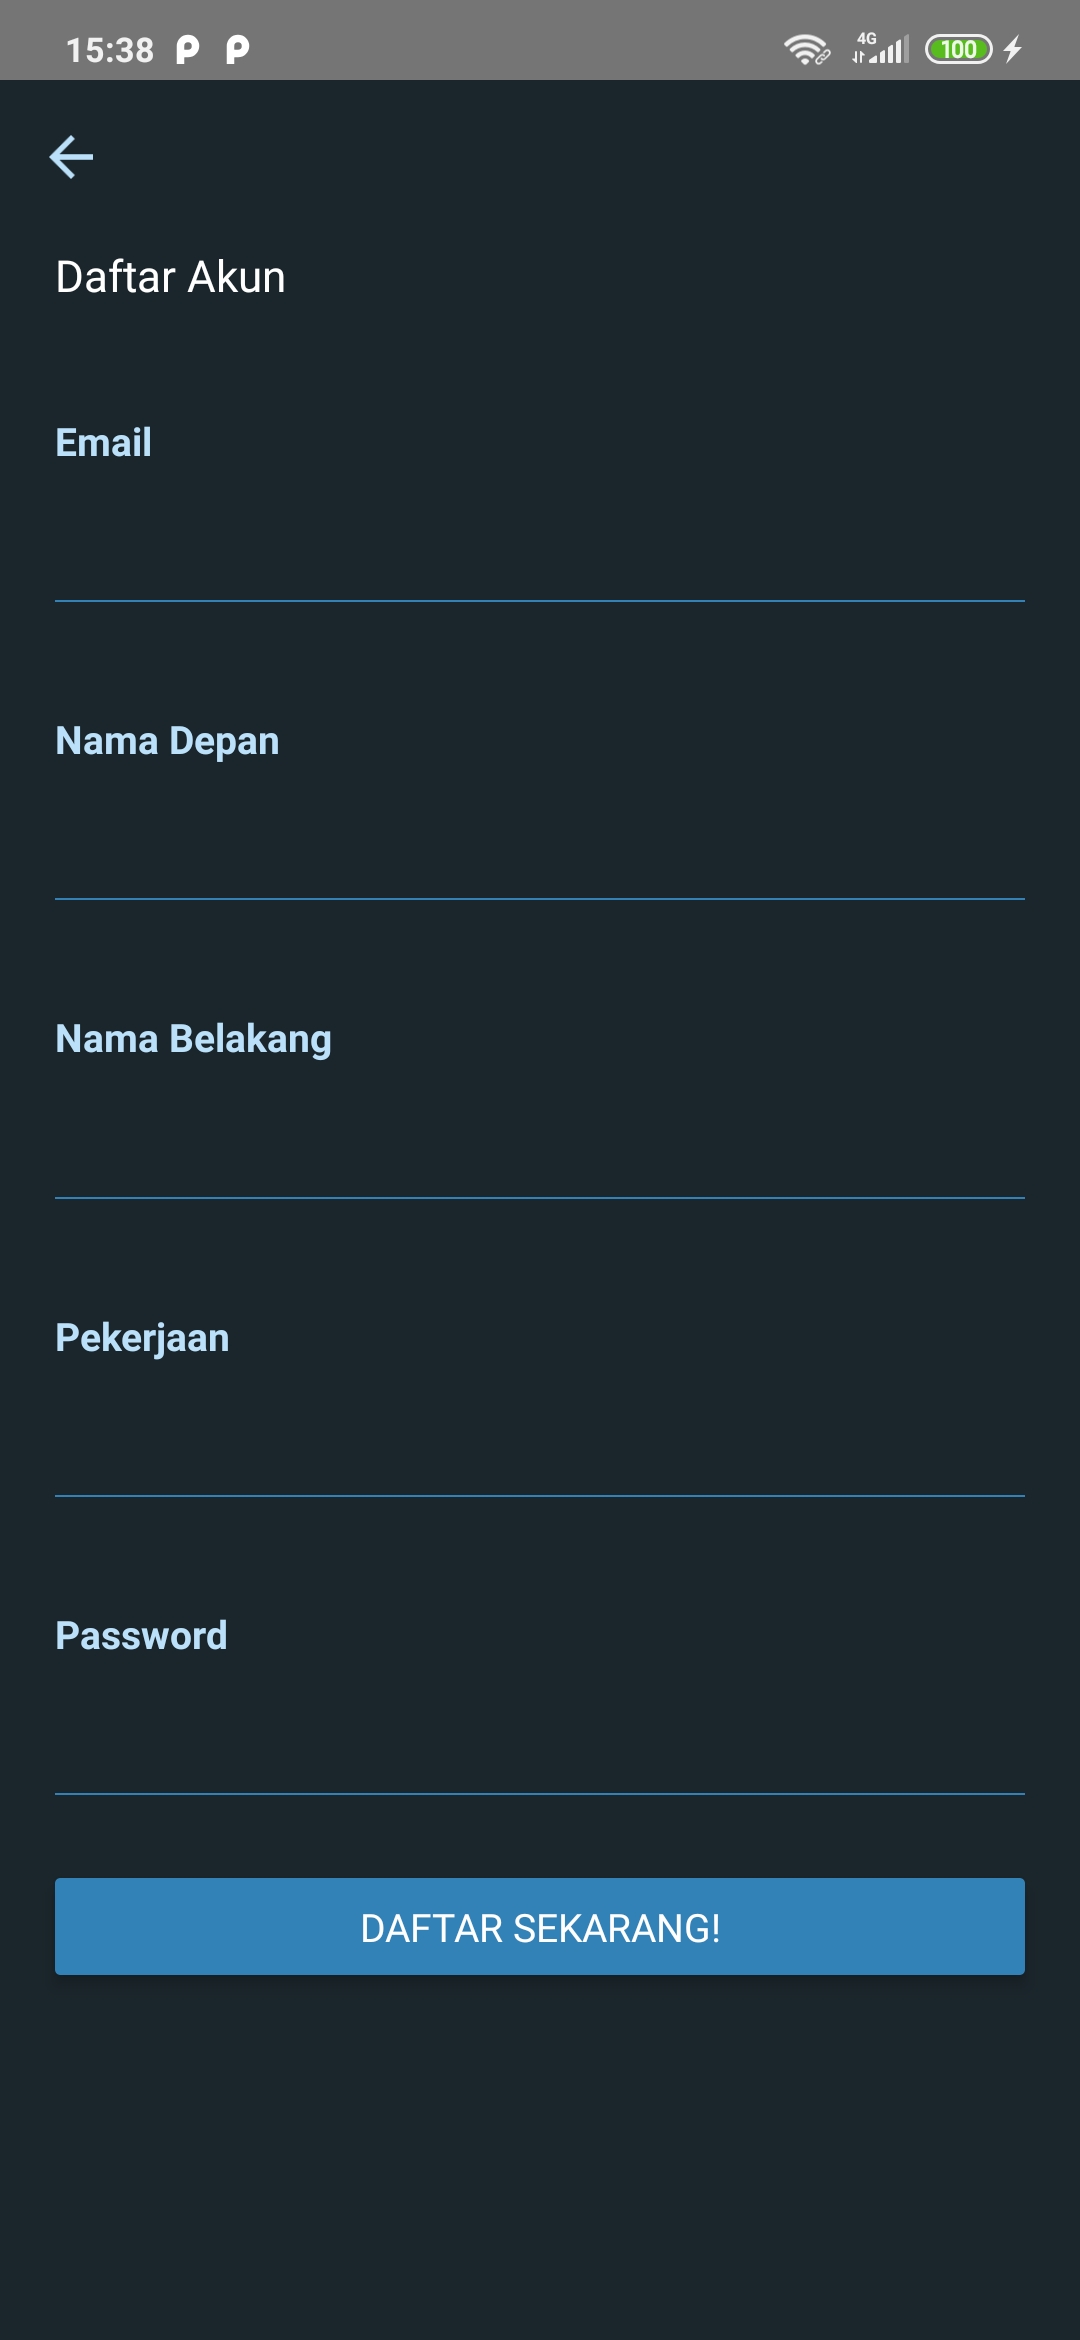 15:38 4G 100
Daftar Akun
Email
Nama Depan
Nama Belakang
Pekerjaan
Password
DAFTAR SEKARANG!